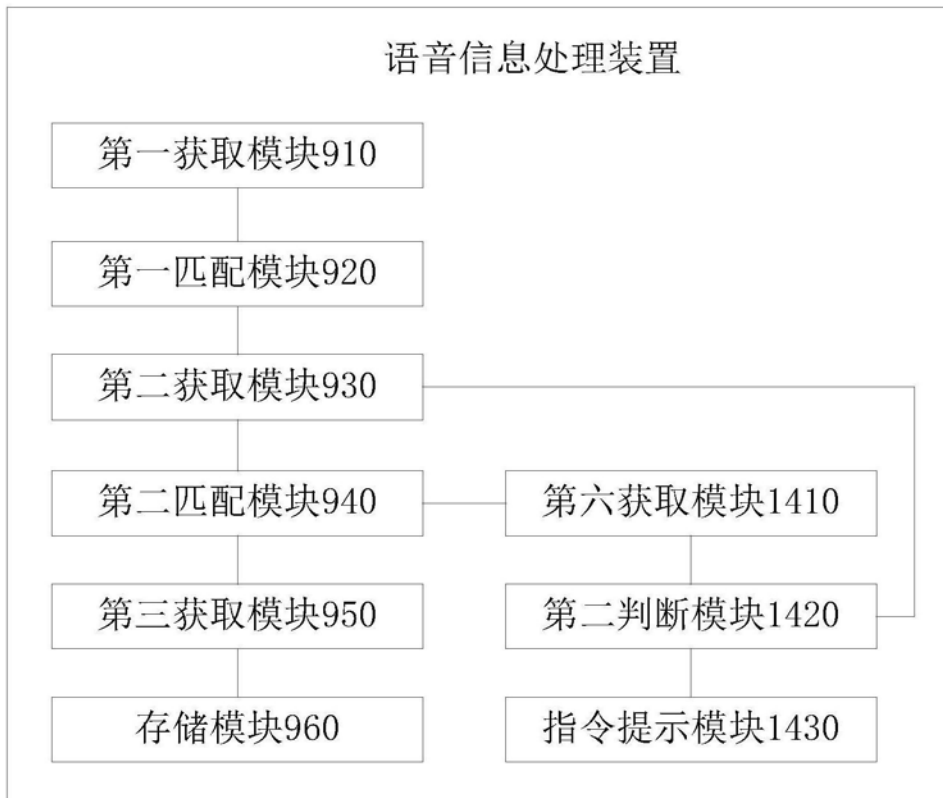 语音信息处理装置
第一获取模块910
第一匹配模块920
第二获取模块930
第二匹配模块940
第六获取模块1410
第三获取模块950
第二判断模块1420
存储模块960
指令提示模块1430